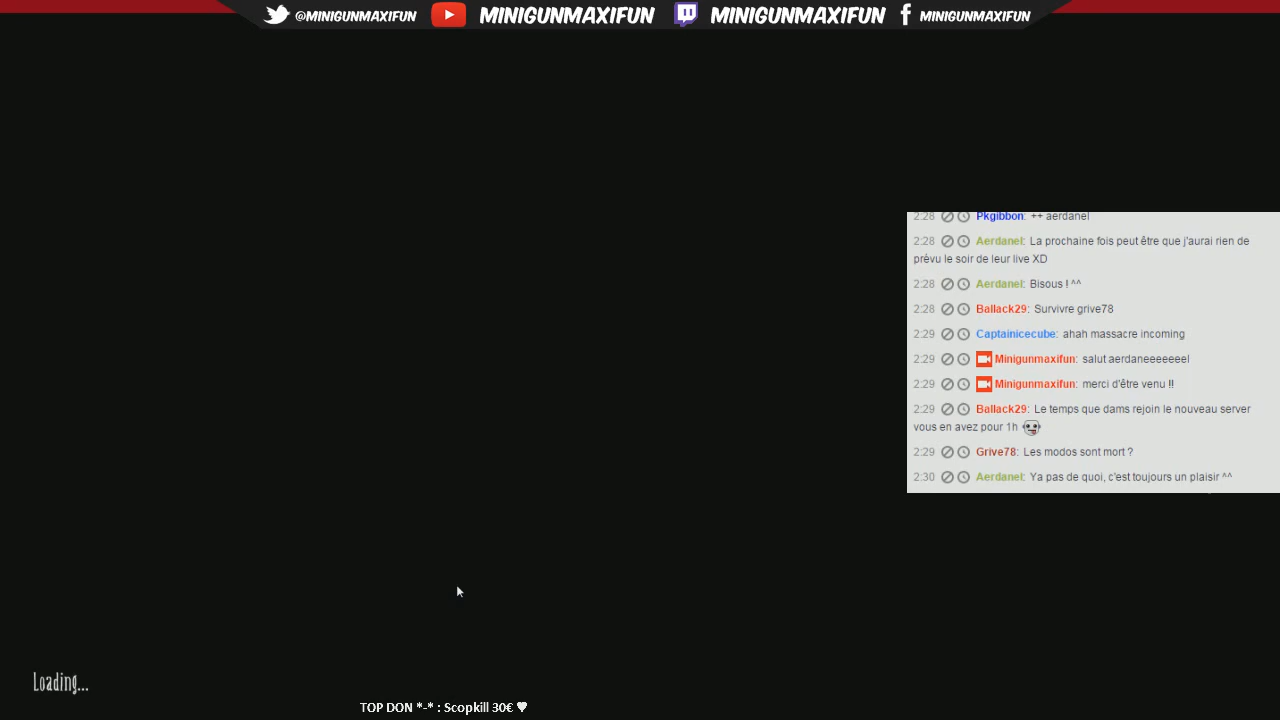 @MINIGUNMAXIFUN MINIGUNMAXIFUN MINIGUNMAXIFUN MINIGUNMAXIFUN
2:28 Pkgibbon: ++ aerdanel
2:28 Aerdanel: La prochaine fois peut être que j'aurai rien de
prévu le soir de leur live XD
2:28 Aerdanel: Bisous ! ^^
2:28 Ballack29: Survivre grive78
2:29 Captainicecube: ahah massacre incoming
2:29 Minigunmaxifun: salut aerdaneeeeeeel
2:29 Minigunmaxifun: merci d'être venu !!
2:29 Ballack29: Le temps que dams rejoin le nouveau server
vous en avez pour 1h
2:29 Grive78: Les modos sont mort ?
2:30 Aerdanel: Ya pas de quoi, c'est toujours un plaisir ^^
Loading...
TOP DON *-* : Scopkill 30€ ♥